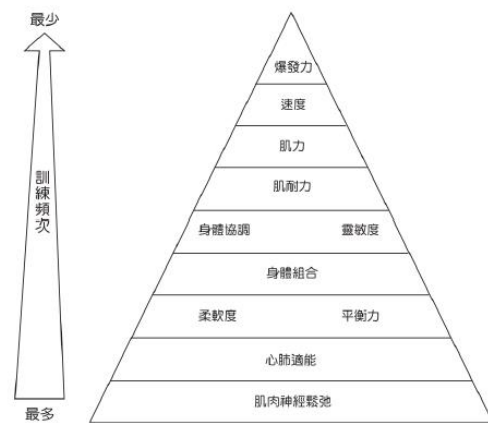 最少
訓練頻次
最多
爆發力
速度
肌力
肌耐力
身體協調 靈敏度
身體組合
柔軟度 平衡力
心肺適能
肌肉神經鬆弛